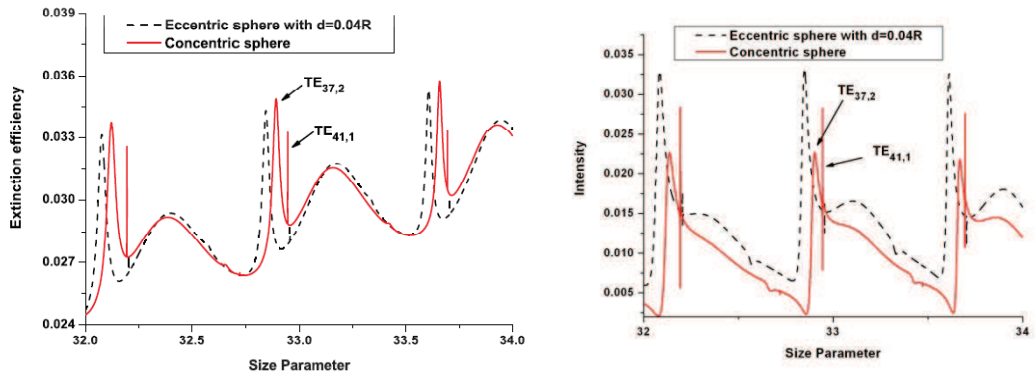 0.039
0.036
0.033
0.030
0.027
0.024
Extinction efficiency
Eccentric sphere with d=0.04R
Concentric sphere
TE37,2
TE41,1
32.0
32.5
33.0
33.5
34.0
Size Parameter
0.035
0.030
0.025
0.020
0.015
0.010
0.005
Intensity
Eccentric sphere with d=0.04R
Concentric sphere
TE37,2
TE41,1
32
33
34
Size Parameter